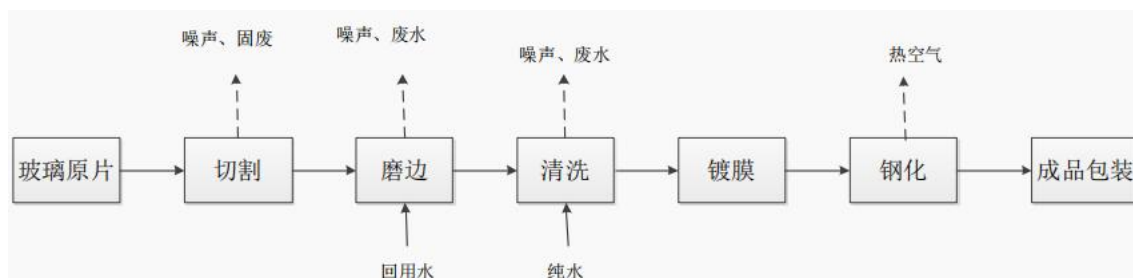 噪声、固废
噪声、废水
噪声、废水
热空气
玻璃原片
切割
磨边
清洗
镀膜
钢化
成品包装
回用水
纯水